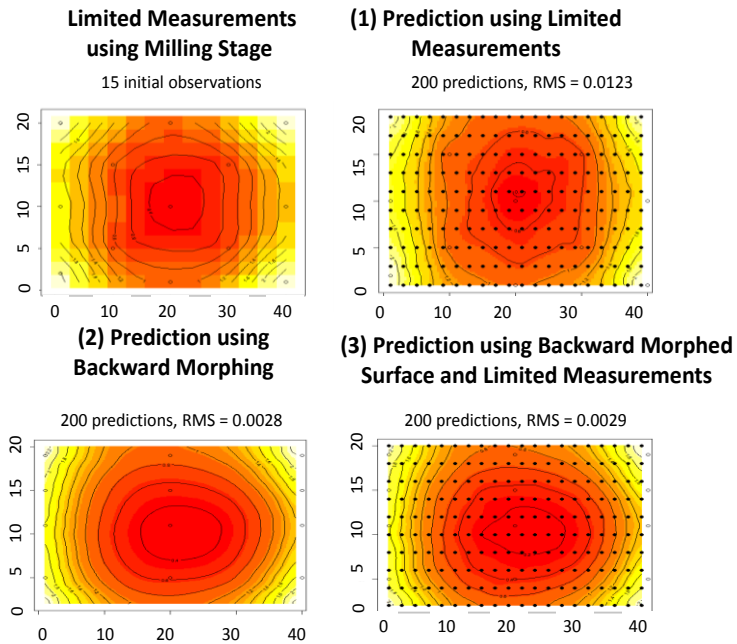 Limited Measurements
using Milling Stage
15 initial observations
20
15
10
5
0
0 10 20 30 40
(1) Prediction using Limited
Measurements
200 predictions, RMS = 0.0123
20
15
10
5
0
0 10 20 30 40
(2) Prediction using
Backward Morphing
200 predictions, RMS = 0.0028
20
15
10
5
0
0 10 20 30 40
(3) Prediction using Backward Morphed
Surface and Limited Measurements
200 predictions, RMS = 0.0029
20
15
10
5
0
0 10 20 30 40